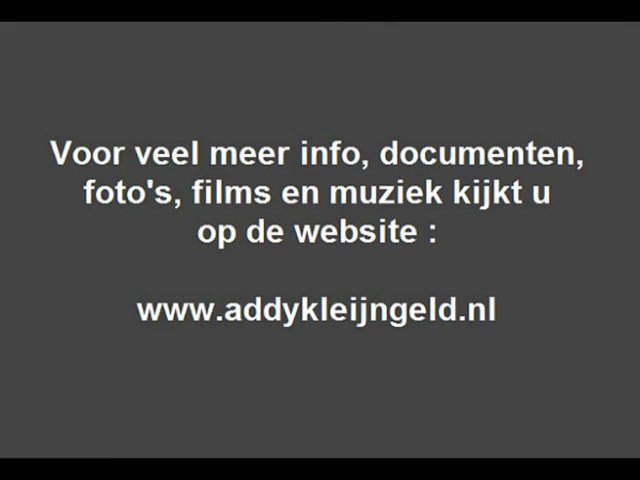 Voor veel meer info, documenten,
foto's, films en muziek kijkt u
op de website :
www.addykleijngeld.nl